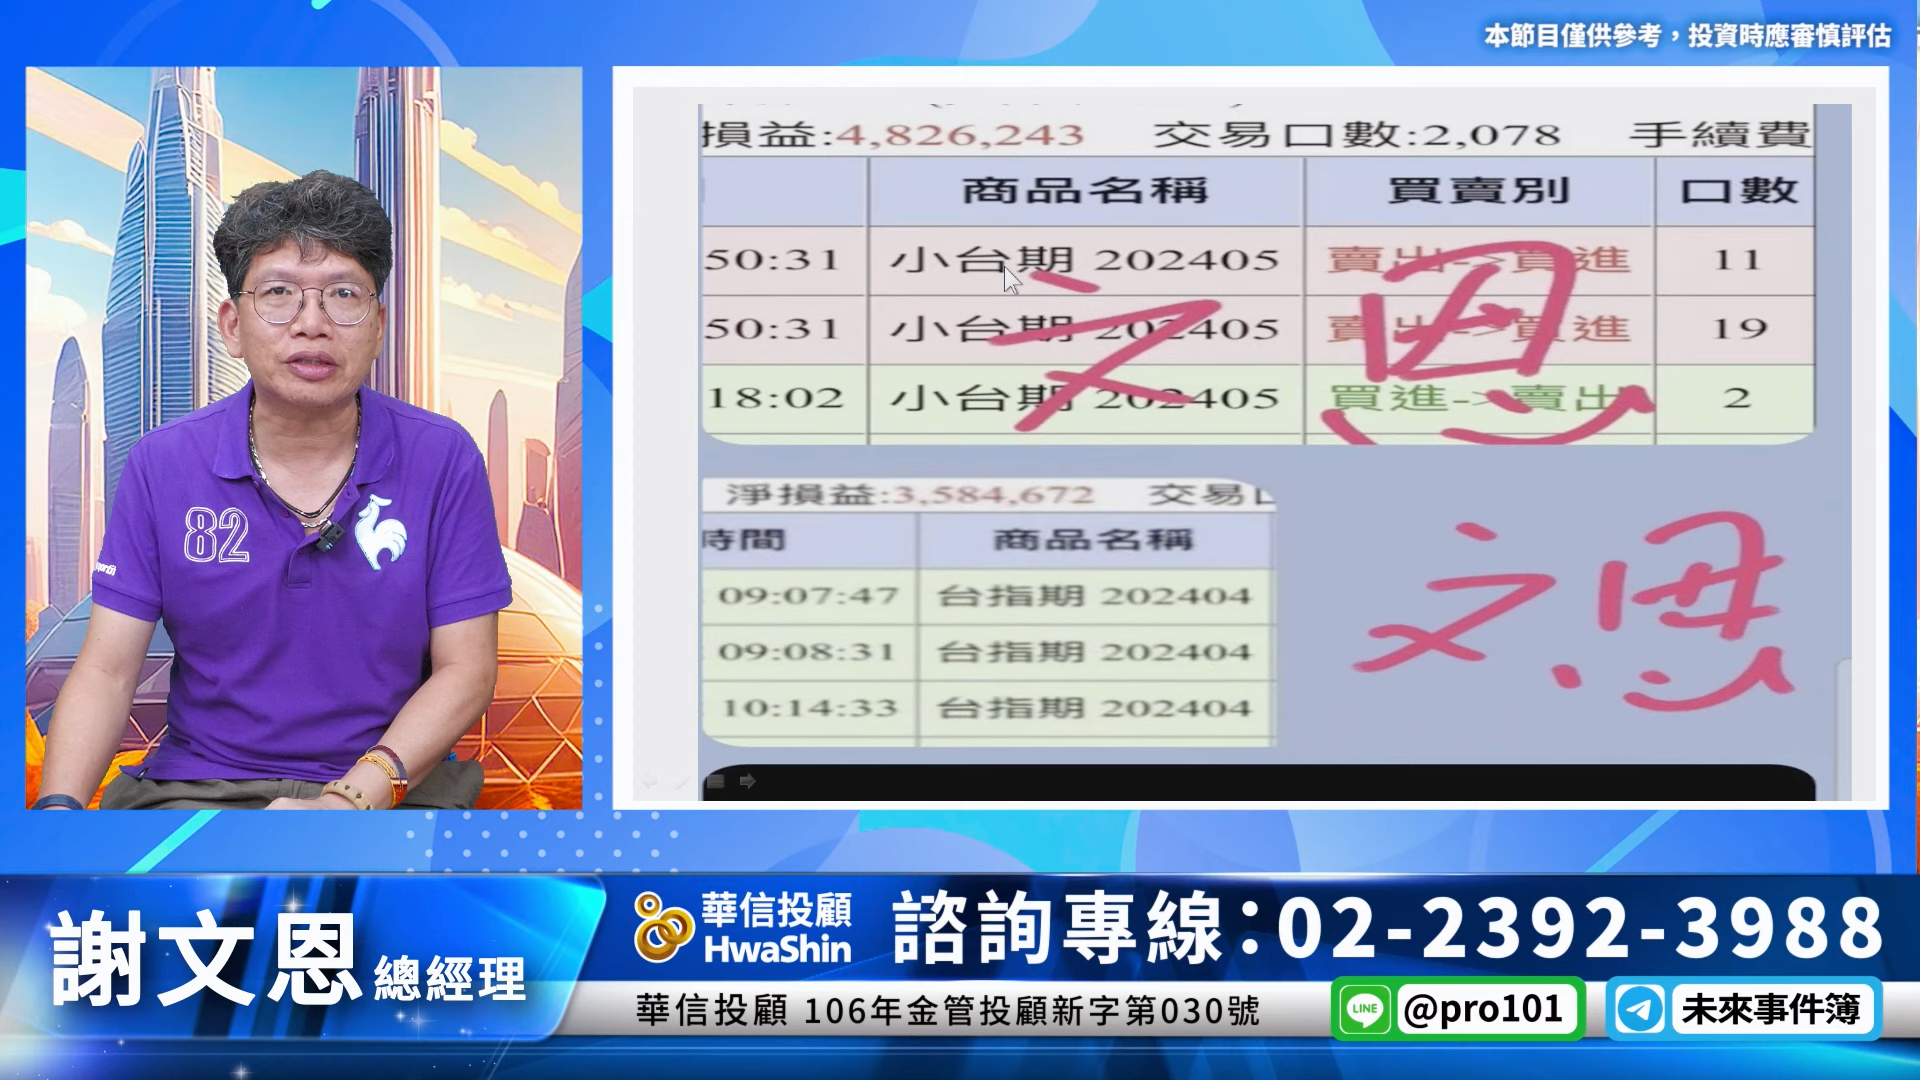 本節目僅供參考，投資時應審慎評估
損益:4,826,243 交易口數:2,078 手續費
商品名稱 買賣別 口數
50:31 小台期 202405 賣出->買進 11
50:31 小台期 202405 賣出->買進 19
18:02 小台期 202405 買進->賣出 2
文恩
淨損益:3,584,672 交易
時間 商品名稱
09:07:47 台指期 202404
09:08:31 台指期 202404
10:14:33 台指期 202404
文恩
82
謝文恩 總經理
華信投顧
HwaShin
諮詢專線:02-2392-3988
華信投顧 106年金管投顧新字第030號
LINE @pro101 未來事件簿